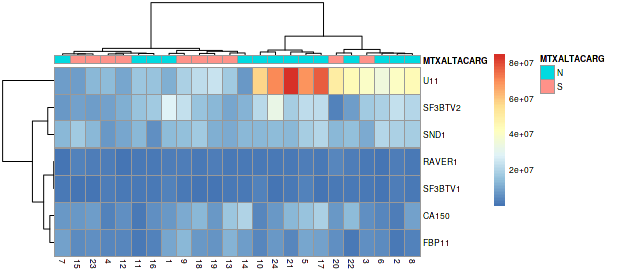 MTXALTACARG
U11
SF3BTV2
SND1
RAVER1
SF3BTV1
CA150
FBP11
7 15 23 4 12 11 16 1 9 18 19 13 14 10 24 21 5 17 20 22 3 6 2 8
8e+07
6e+07
4e+07
2e+07
MTXALTACARG
N
S